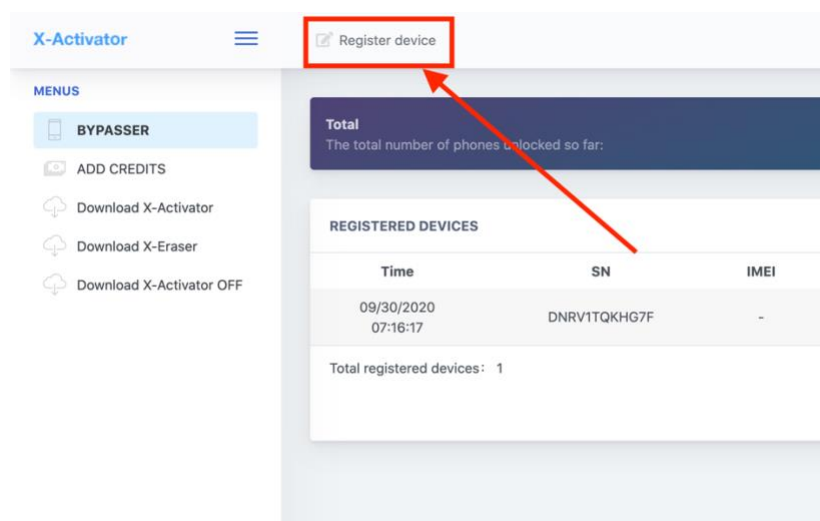 X-Activator
Register device
MENUS
BYPASSER
ADD CREDITS
Download X-Activator
Download X-Eraser
Download X-Activator OFF
Total
The total number of phones unlocked so far:
REGISTERED DEVICES
Time SN IMEI
09/30/2020
07:16:17
DNRV1TQKHG7F -
Total registered devices: 1